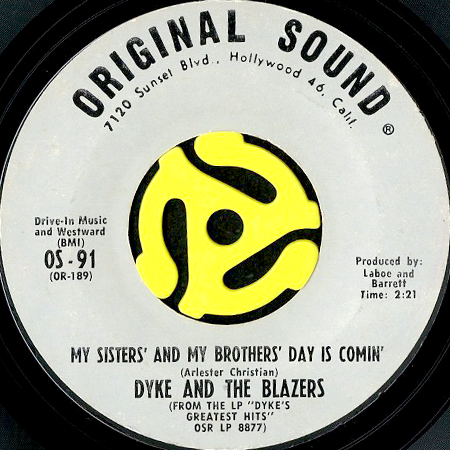 ORIGINAL SOUND®
7120 Sunset Blvd., Hollywood 46, Calif.
Drive-In Music
and Westward
(BMI)
OS-91
(OR-189)
Produced by:
Laboe and
Barrett
Time: 2:21
MY SISTERS' AND MY BROTHERS' DAY IS COMIN'
(Arlester Christian)
DYKE AND THE BLAZERS
(FROM THE LP "DYKE'S
GREATEST HITS"
OSR LP 8877)